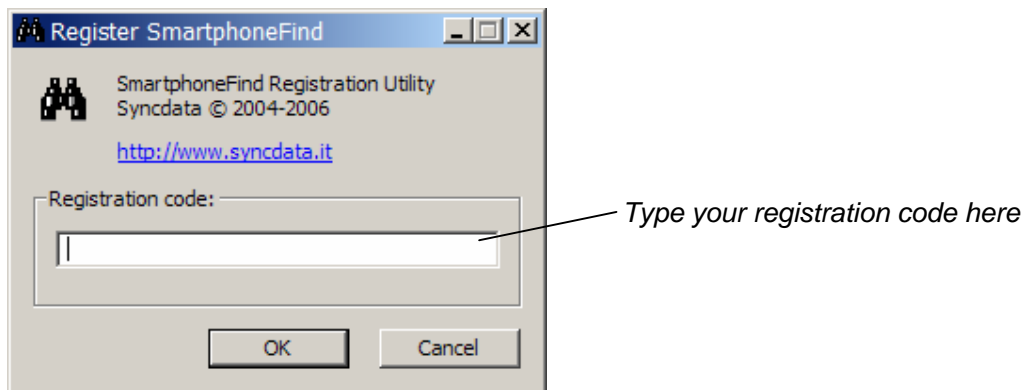 Register SmartphoneFind
SmartphoneFind Registration Utility
Syncdata © 2004-2006
http://www.syncdata.it
Registration code:
Type your registration code here
OK
Cancel